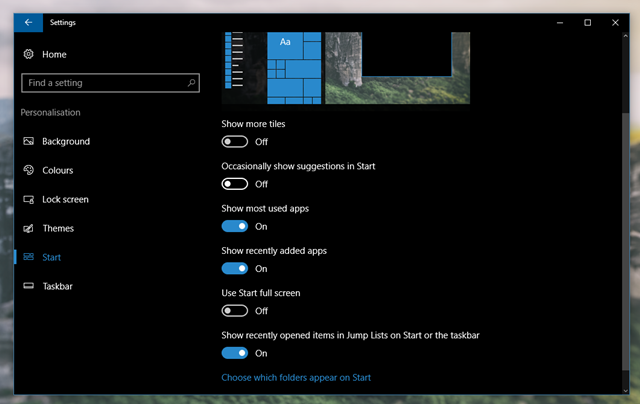 Settings
Home
Find a setting
Personalisation
Background
Colours
Lock screen
Themes
Start
Taskbar
Aa
Show more tiles
Off
Occasionally show suggestions in Start
Off
Show most used apps
On
Show recently added apps
On
Use Start full screen
Off
Show recently opened items in Jump Lists on Start or the taskbar
On
Choose which folders appear on Start